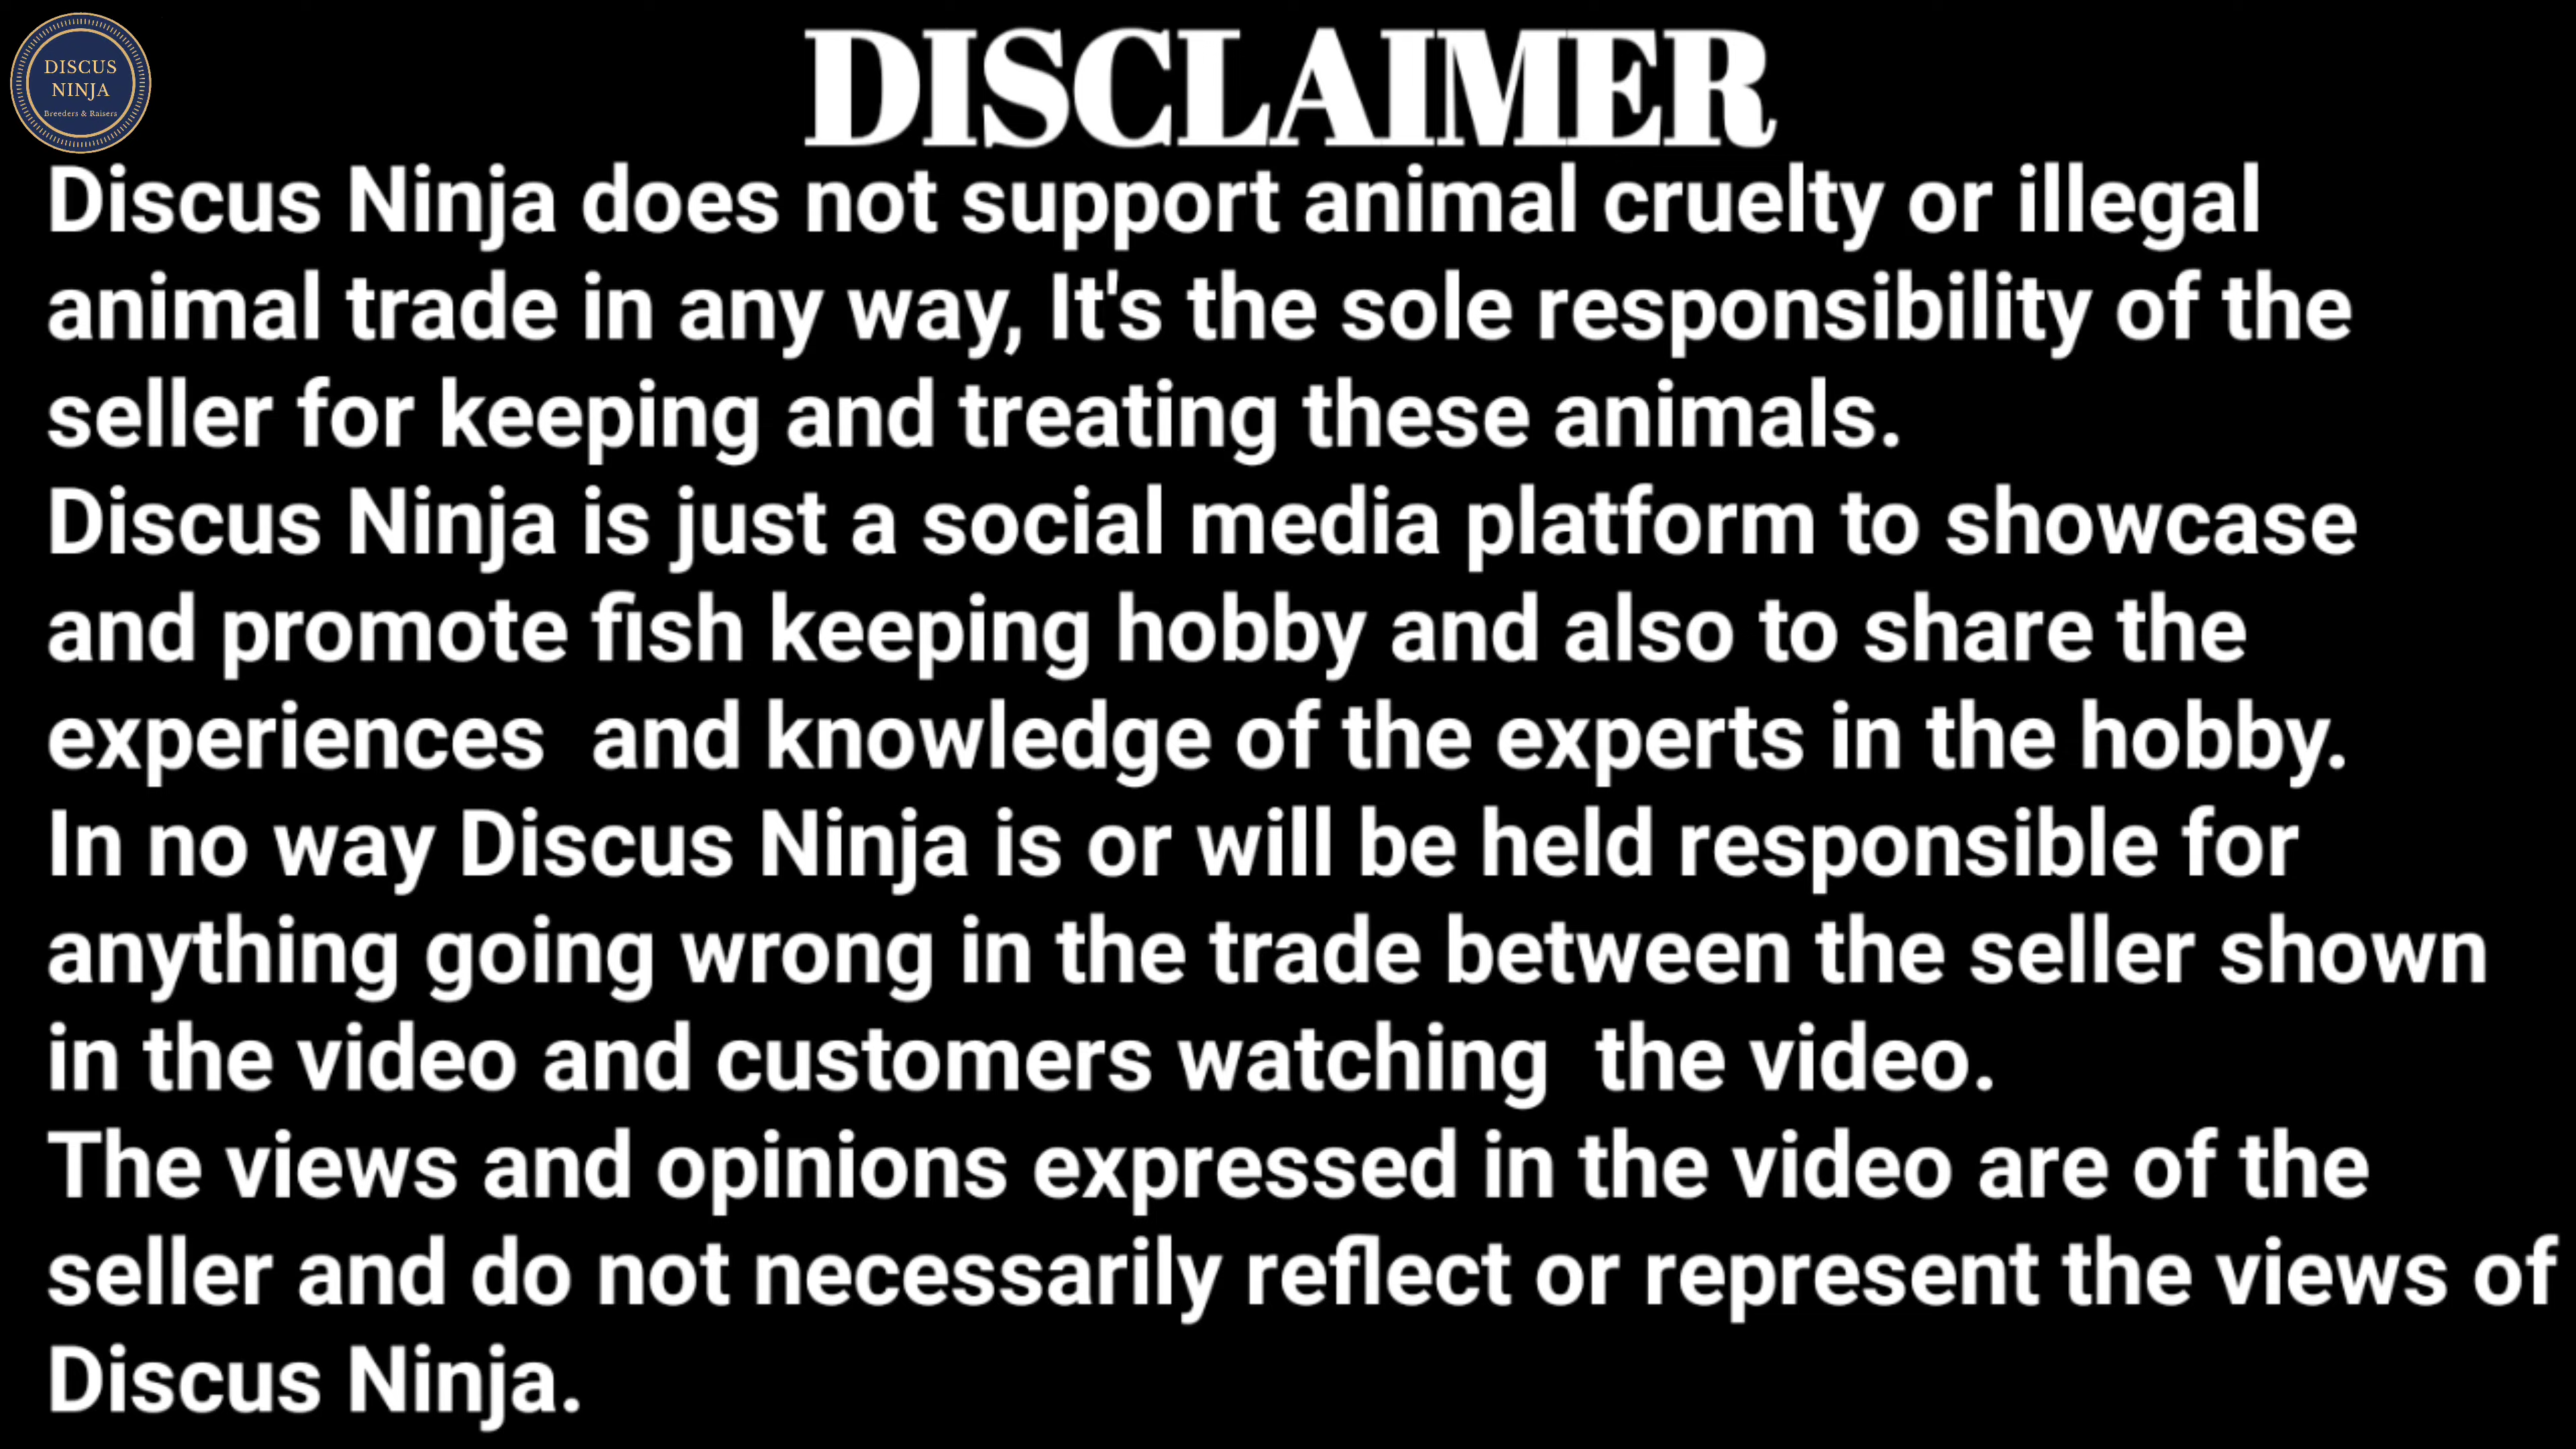 DISCUS
NINJA
Breeders & Raisers
DISCLAIMER
Discus Ninja does not support animal cruelty or illegal
animal trade in any way, It's the sole responsibility of the
seller for keeping and treating these animals.
Discus Ninja is just a social media platform to showcase
and promote fish keeping hobby and also to share the
experiences  and knowledge of the experts in the hobby.
In no way Discus Ninja is or will be held responsible for
anything going wrong in the trade between the seller shown
in the video and customers watching  the video.
The views and opinions expressed in the video are of the
seller and do not necessarily reflect or represent the views of
Discus Ninja.